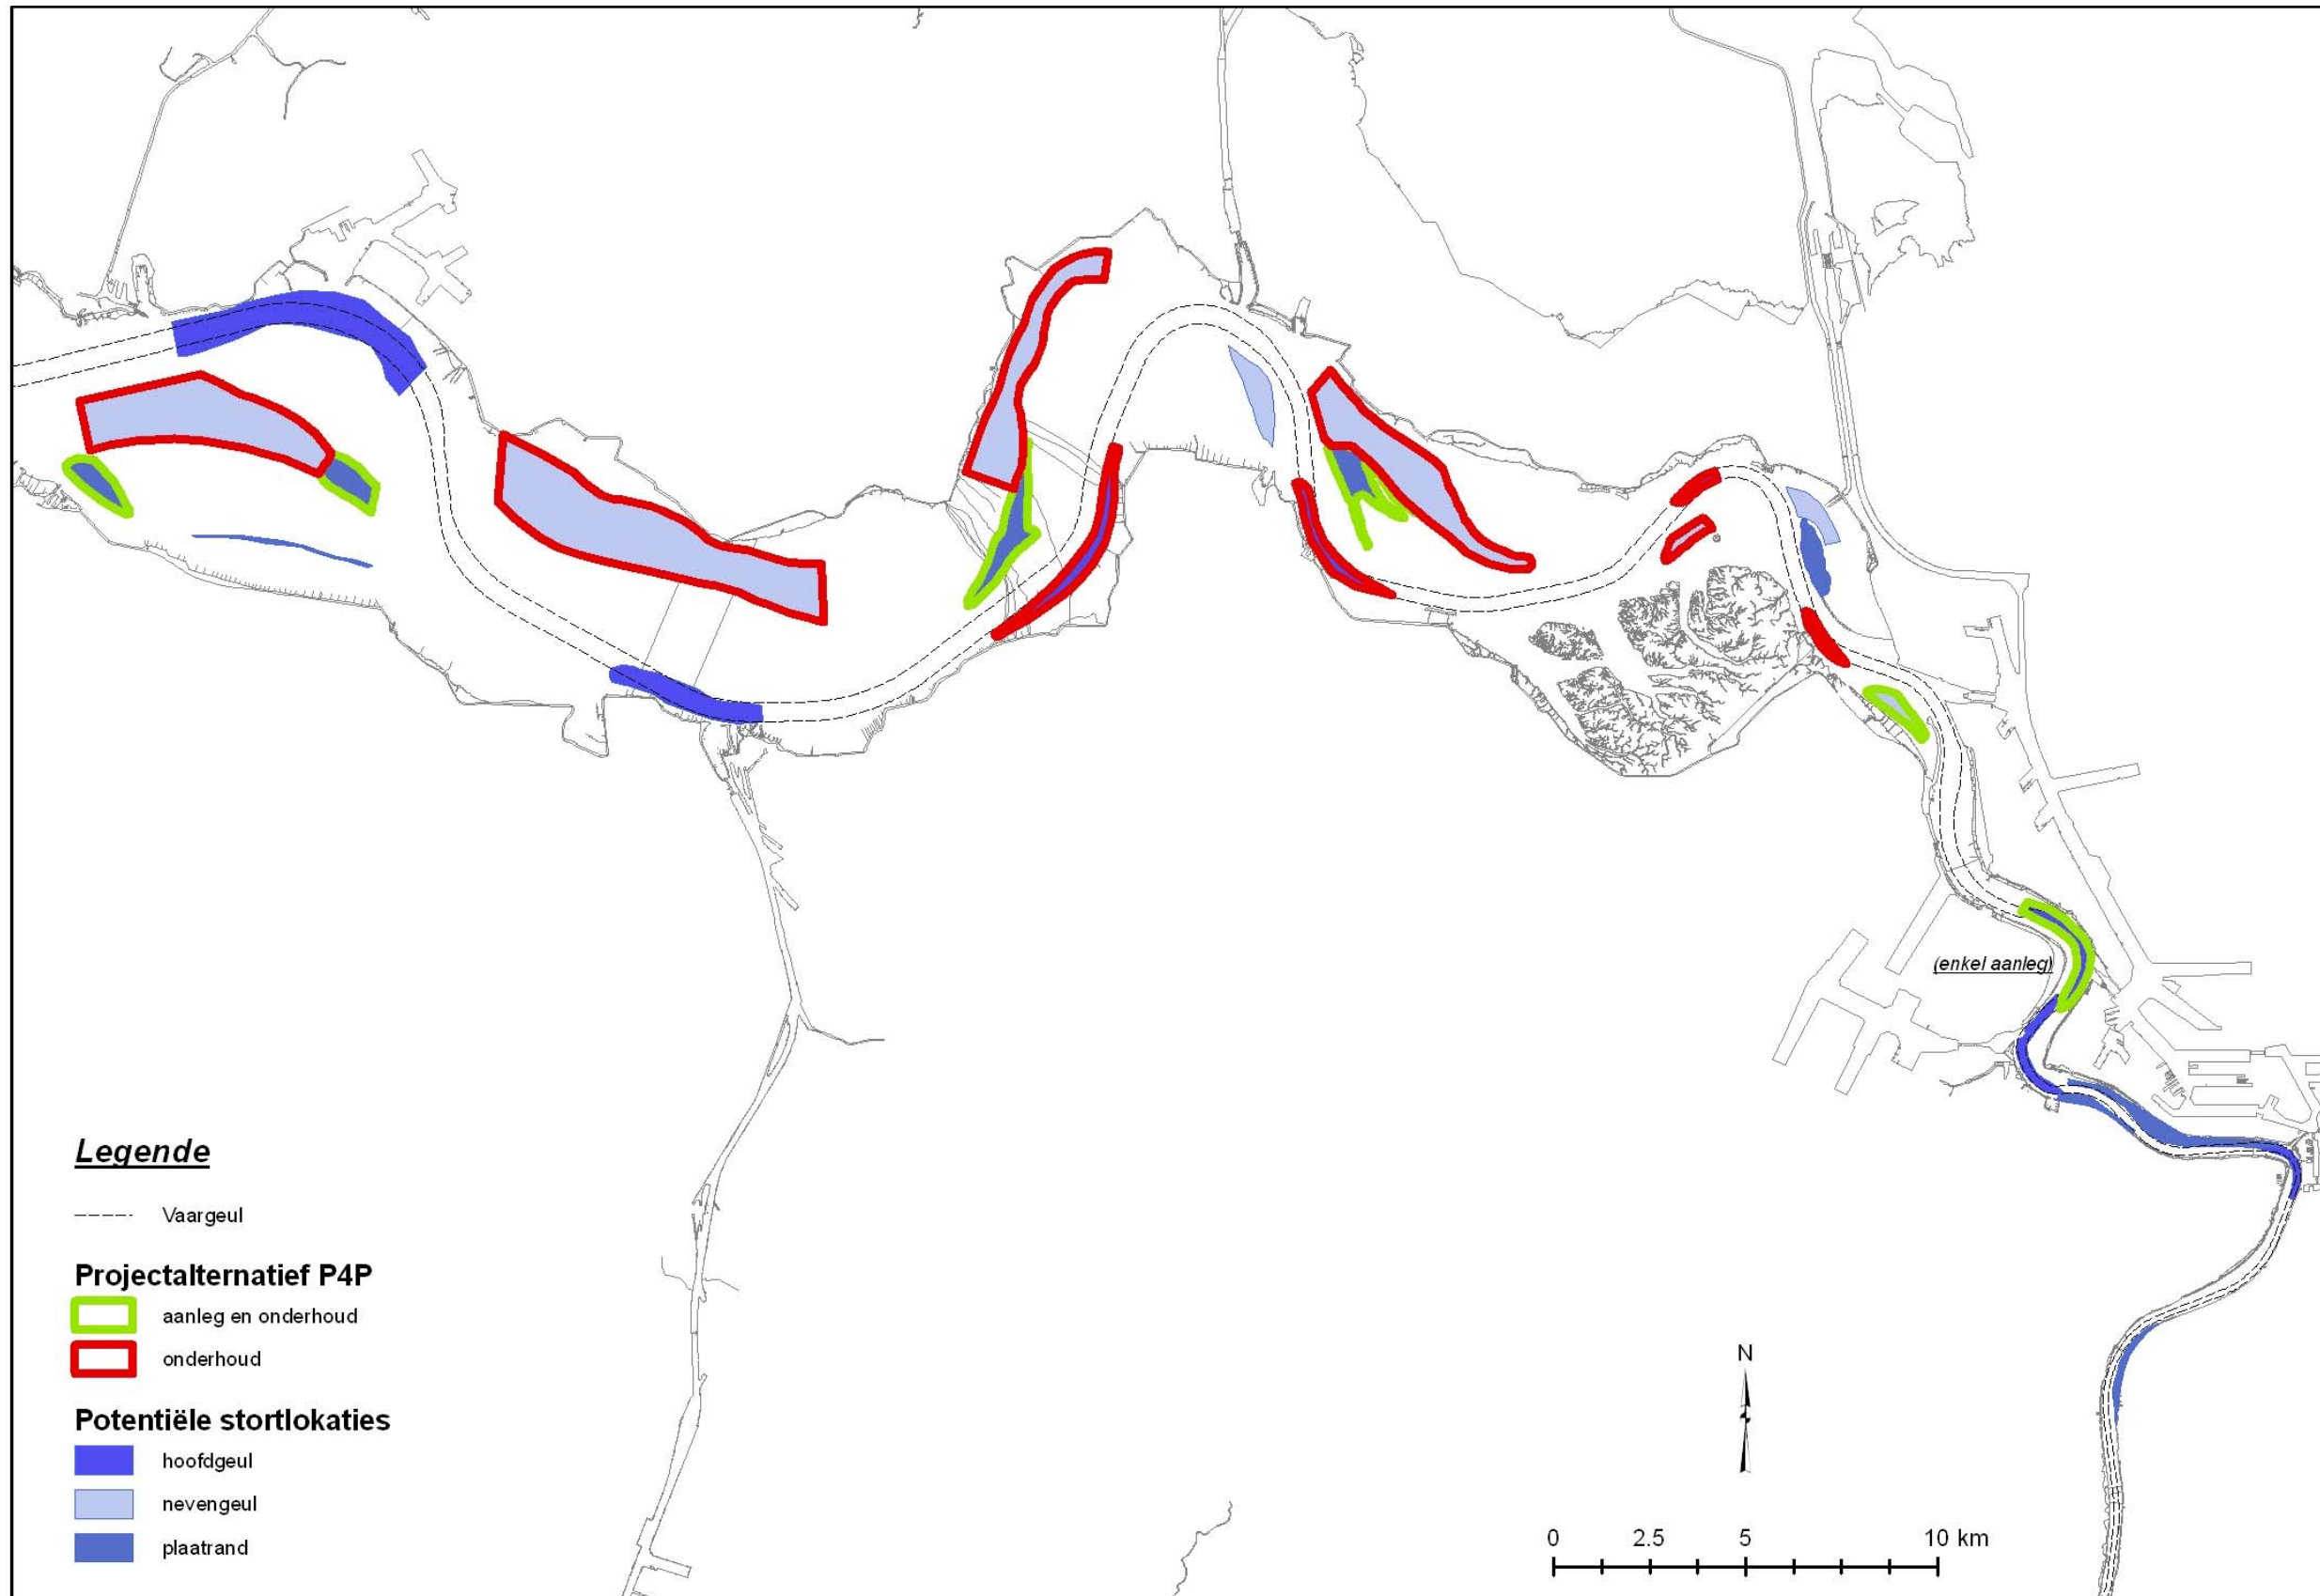 (enkel aanleg)
Legende
Vaargeul
Projectalternatief P4P
aanleg en onderhoud
onderhoud
Potentiële stortlokaties
hoofdgeul
nevengeul
plaatrand
N
0 2.5 5 10 km